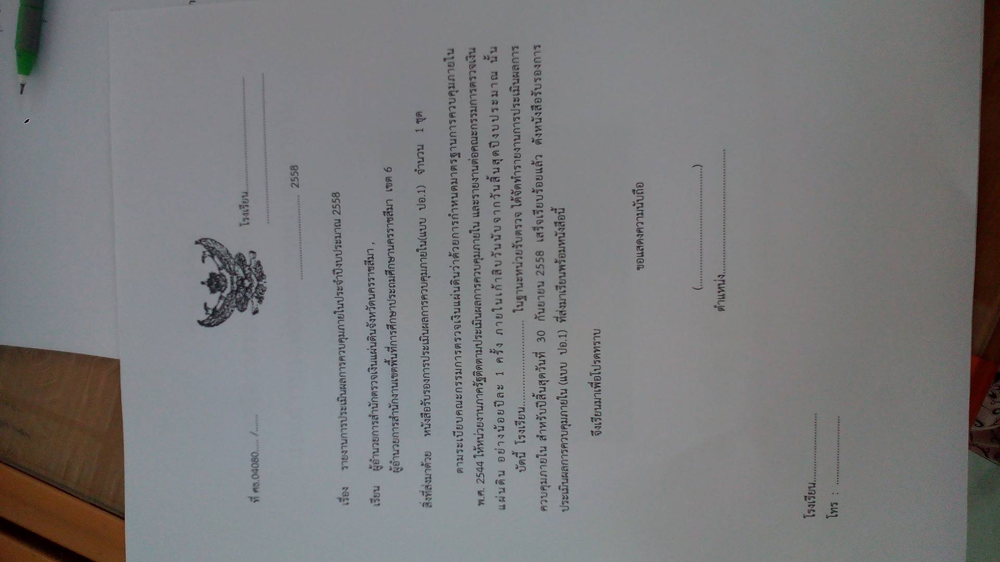 ที่ ศธ.04080..... /......
โรงเรียน........................................
........................................................
............................... 2558
เรื่อง รายงานการประเมินผลการควบคุมภายในประจำปีงบประมาณ 2558
เรียน ผู้อำนวยการสำนักตรวจเงินแผ่นดินจังหวัดนครราชสีมา ,
ผู้อำนวยการสำนักงานเขตพื้นที่การศึกษาประถมศึกษานครราชสีมา เขต 6
สิ่งที่ส่งมาด้วย หนังสือรับรองการประเมินผลการควบคุมภายใน(แบบ ปอ.1) จำนวน 1 ชุด
ตามระเบียบคณะกรรมการตรวจเงินแผ่นดินว่าด้วยการกำหนดมาตรฐานการควบคุมภายใน
พ.ศ. 2544 ให้หน่วยงานภาครัฐติดตามประเมินผลการควบคุมภายใน และรายงานต่อคณะกรรมการตรวจเงิน
แผ่นดิน อย่างน้อยปีละ 1 ครั้ง ภายในเก้าสิบวันนับจากวันสิ้นสุดปีงบประมาณ นั้น
บัดนี้ โรงเรียน................................ ในฐานะหน่วยรับตรวจ ได้จัดทำรายงานการประเมินผลการ
ควบคุมภายใน สำหรับปีสิ้นสุดวันที่ 30 กันยายน 2558 เสร็จเรียบร้อยแล้ว ดังหนังสือรับรองการ
ประเมินผลการควบคุมภายใน (แบบ ปอ.1) ที่ส่งมาเรียนพร้อมหนังสือนี้
จึงเรียนมาเพื่อโปรดทราบ
ขอแสดงความนับถือ
(............................................)
ตำแหน่ง..............................................
โรงเรียน..........................
โทร : ..........................